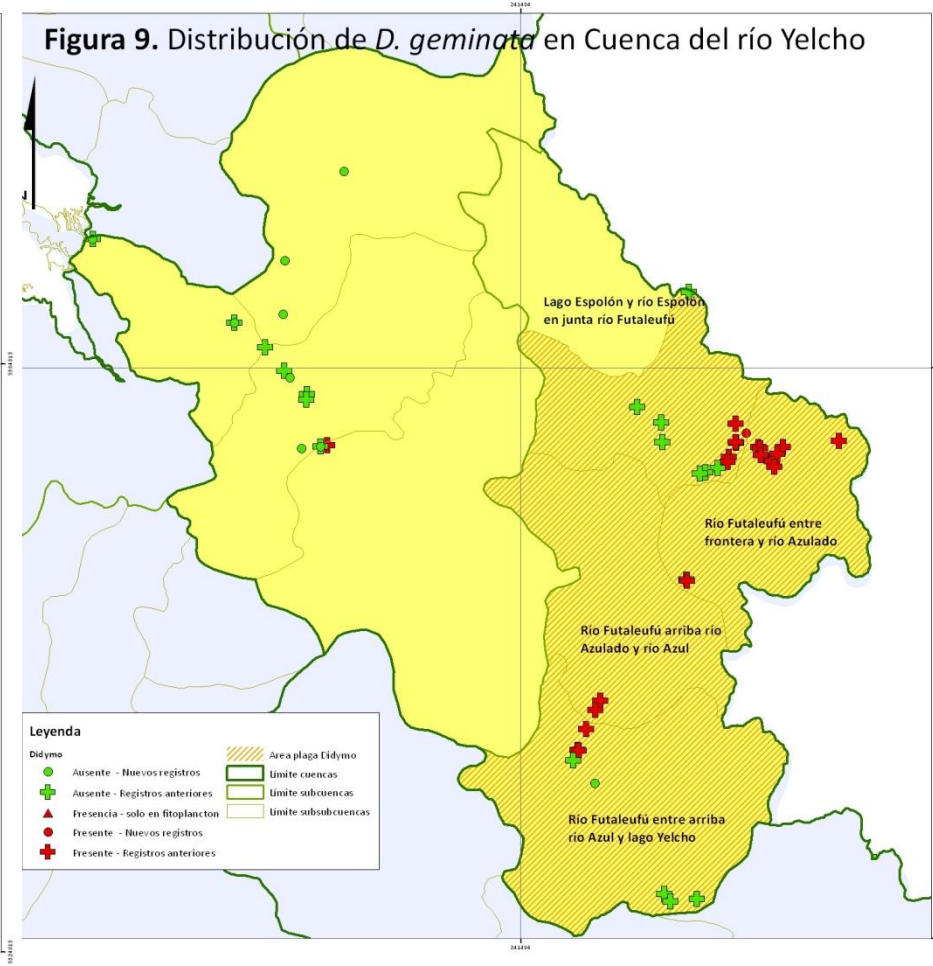 241404
Figura 9. Distribución de D. geminata en Cuenca del río Yelcho
Lago Espolón y río Espolón
en junta río Futaleufú
Río Futaleufú entre
frontera y río Azulado
Río Futaleufú arriba río
Azulado y río Azul
Río Futaleufú entre arriba
río Azul y lago Yelcho
Leyenda
Didymo
Ausente - Nuevos registros
Ausente - Registros anteriores
Presencia - solo en fitoplancton
Presente - Nuevos registros
Presente - Registros anteriores
Area plaga Didymo
Límite cuencas
Límite subcuencas
Límite subsubcuencas
241404